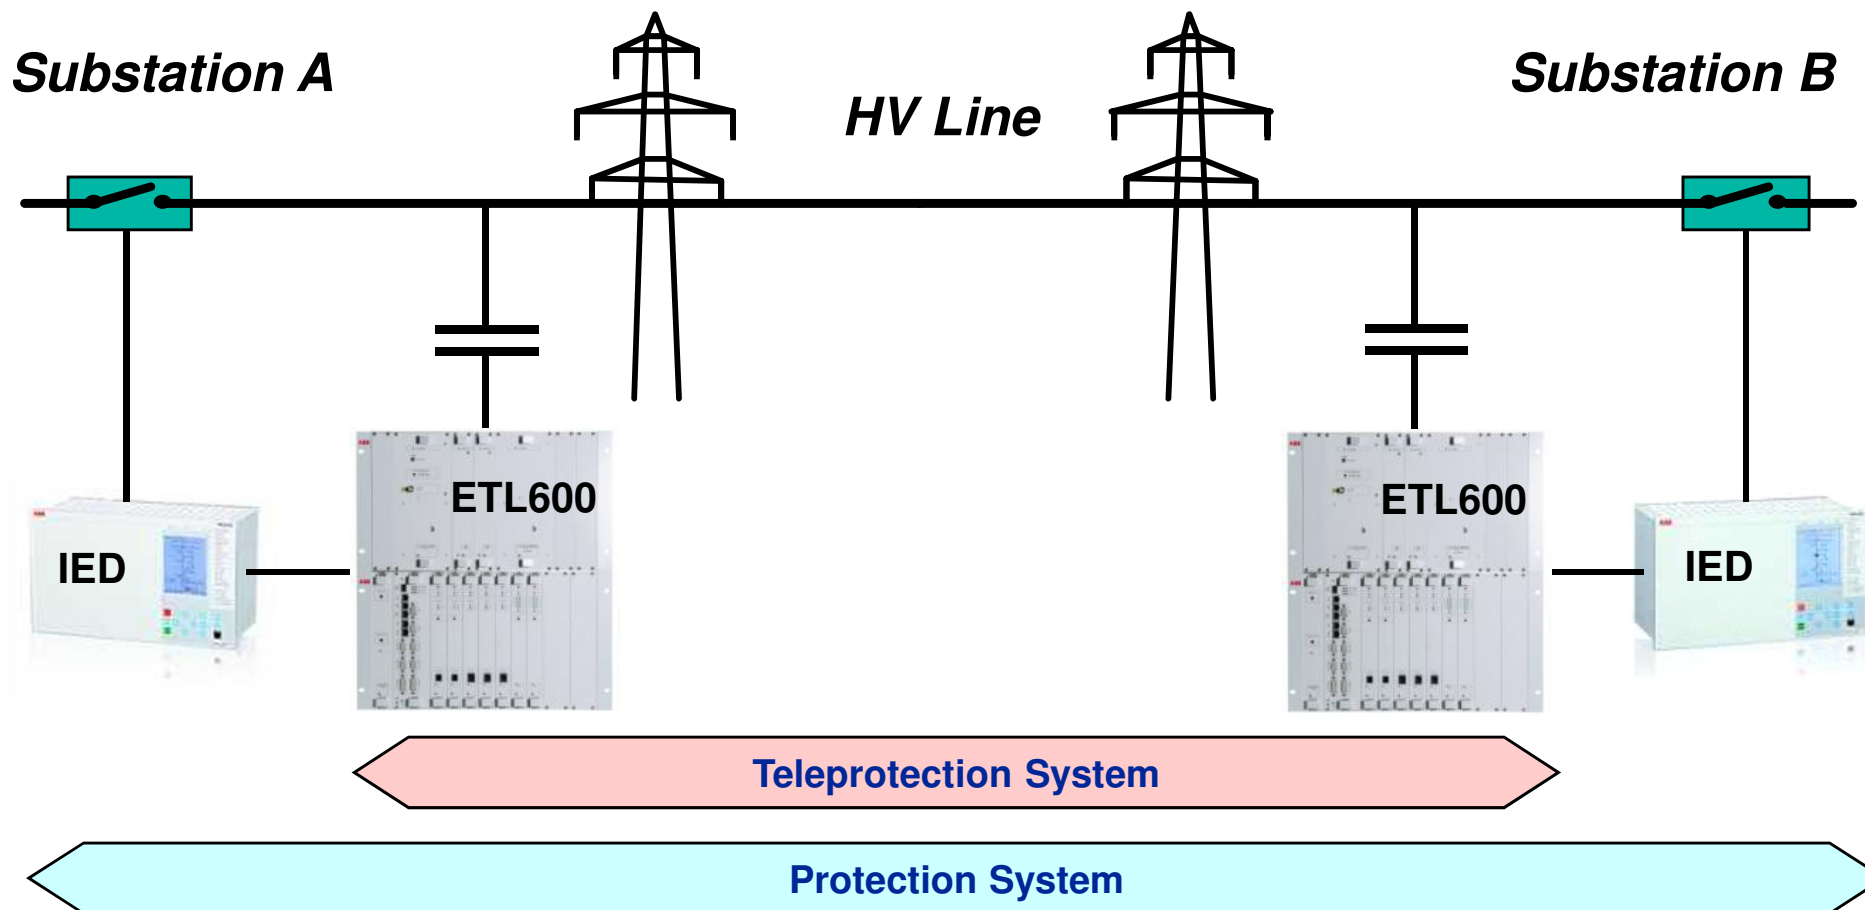 Substation A
Substation B
HV Line
ETL600
ETL600
IED
IED
Teleprotection System
Protection System